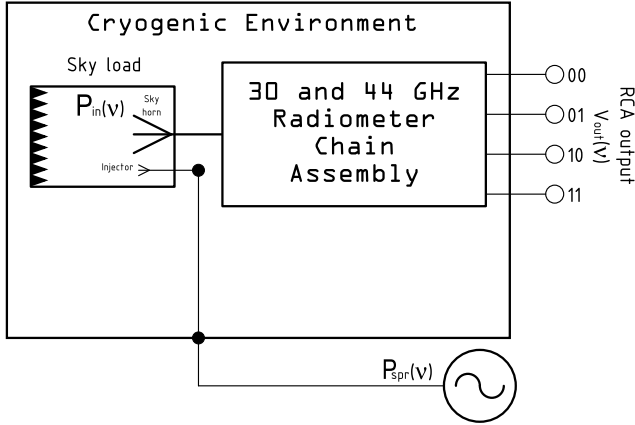 Cryogenic Environment
Sky load
Pin(ν)
Sky
horn
Injector
30 and 44 GHz
Radiometer
Chain
Assembly
00
01
10
11
RCA output
Vout(ν)
Pspr(ν)